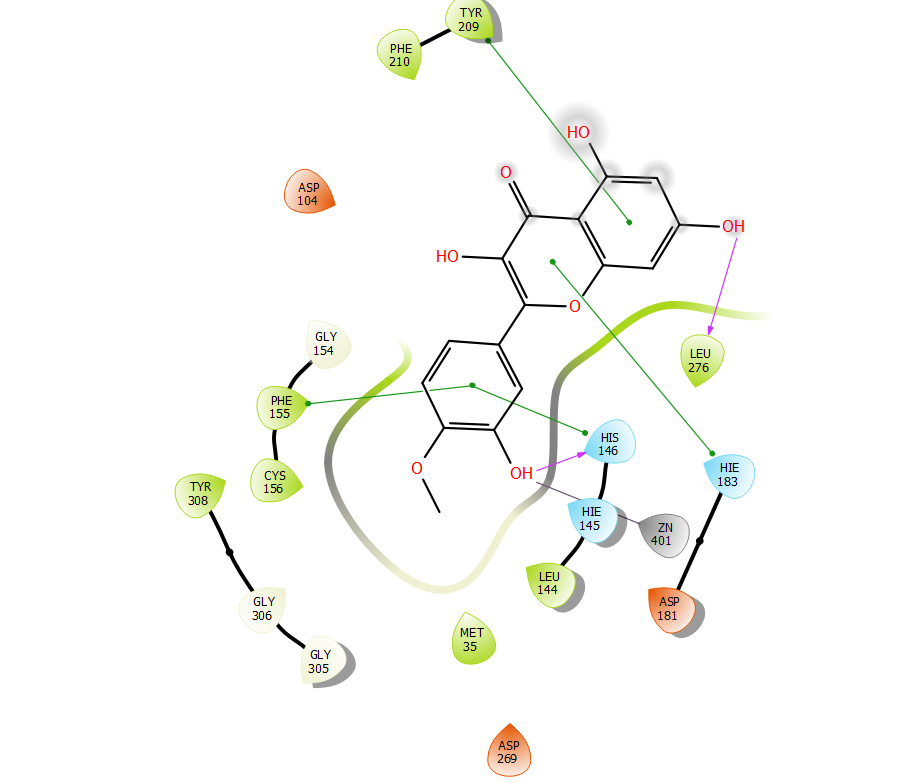 TYR
209
PHE
210
HO
O
ASP
104
OH
HO
O
GLY
154
LEU
276
PHE
155
HIS
146
O
OH
CYS
156
HIE
183
TYR
308
HIE
145
ZN
401
LEU
144
GLY
306
ASP
181
MET
35
GLY
305
ASP
269